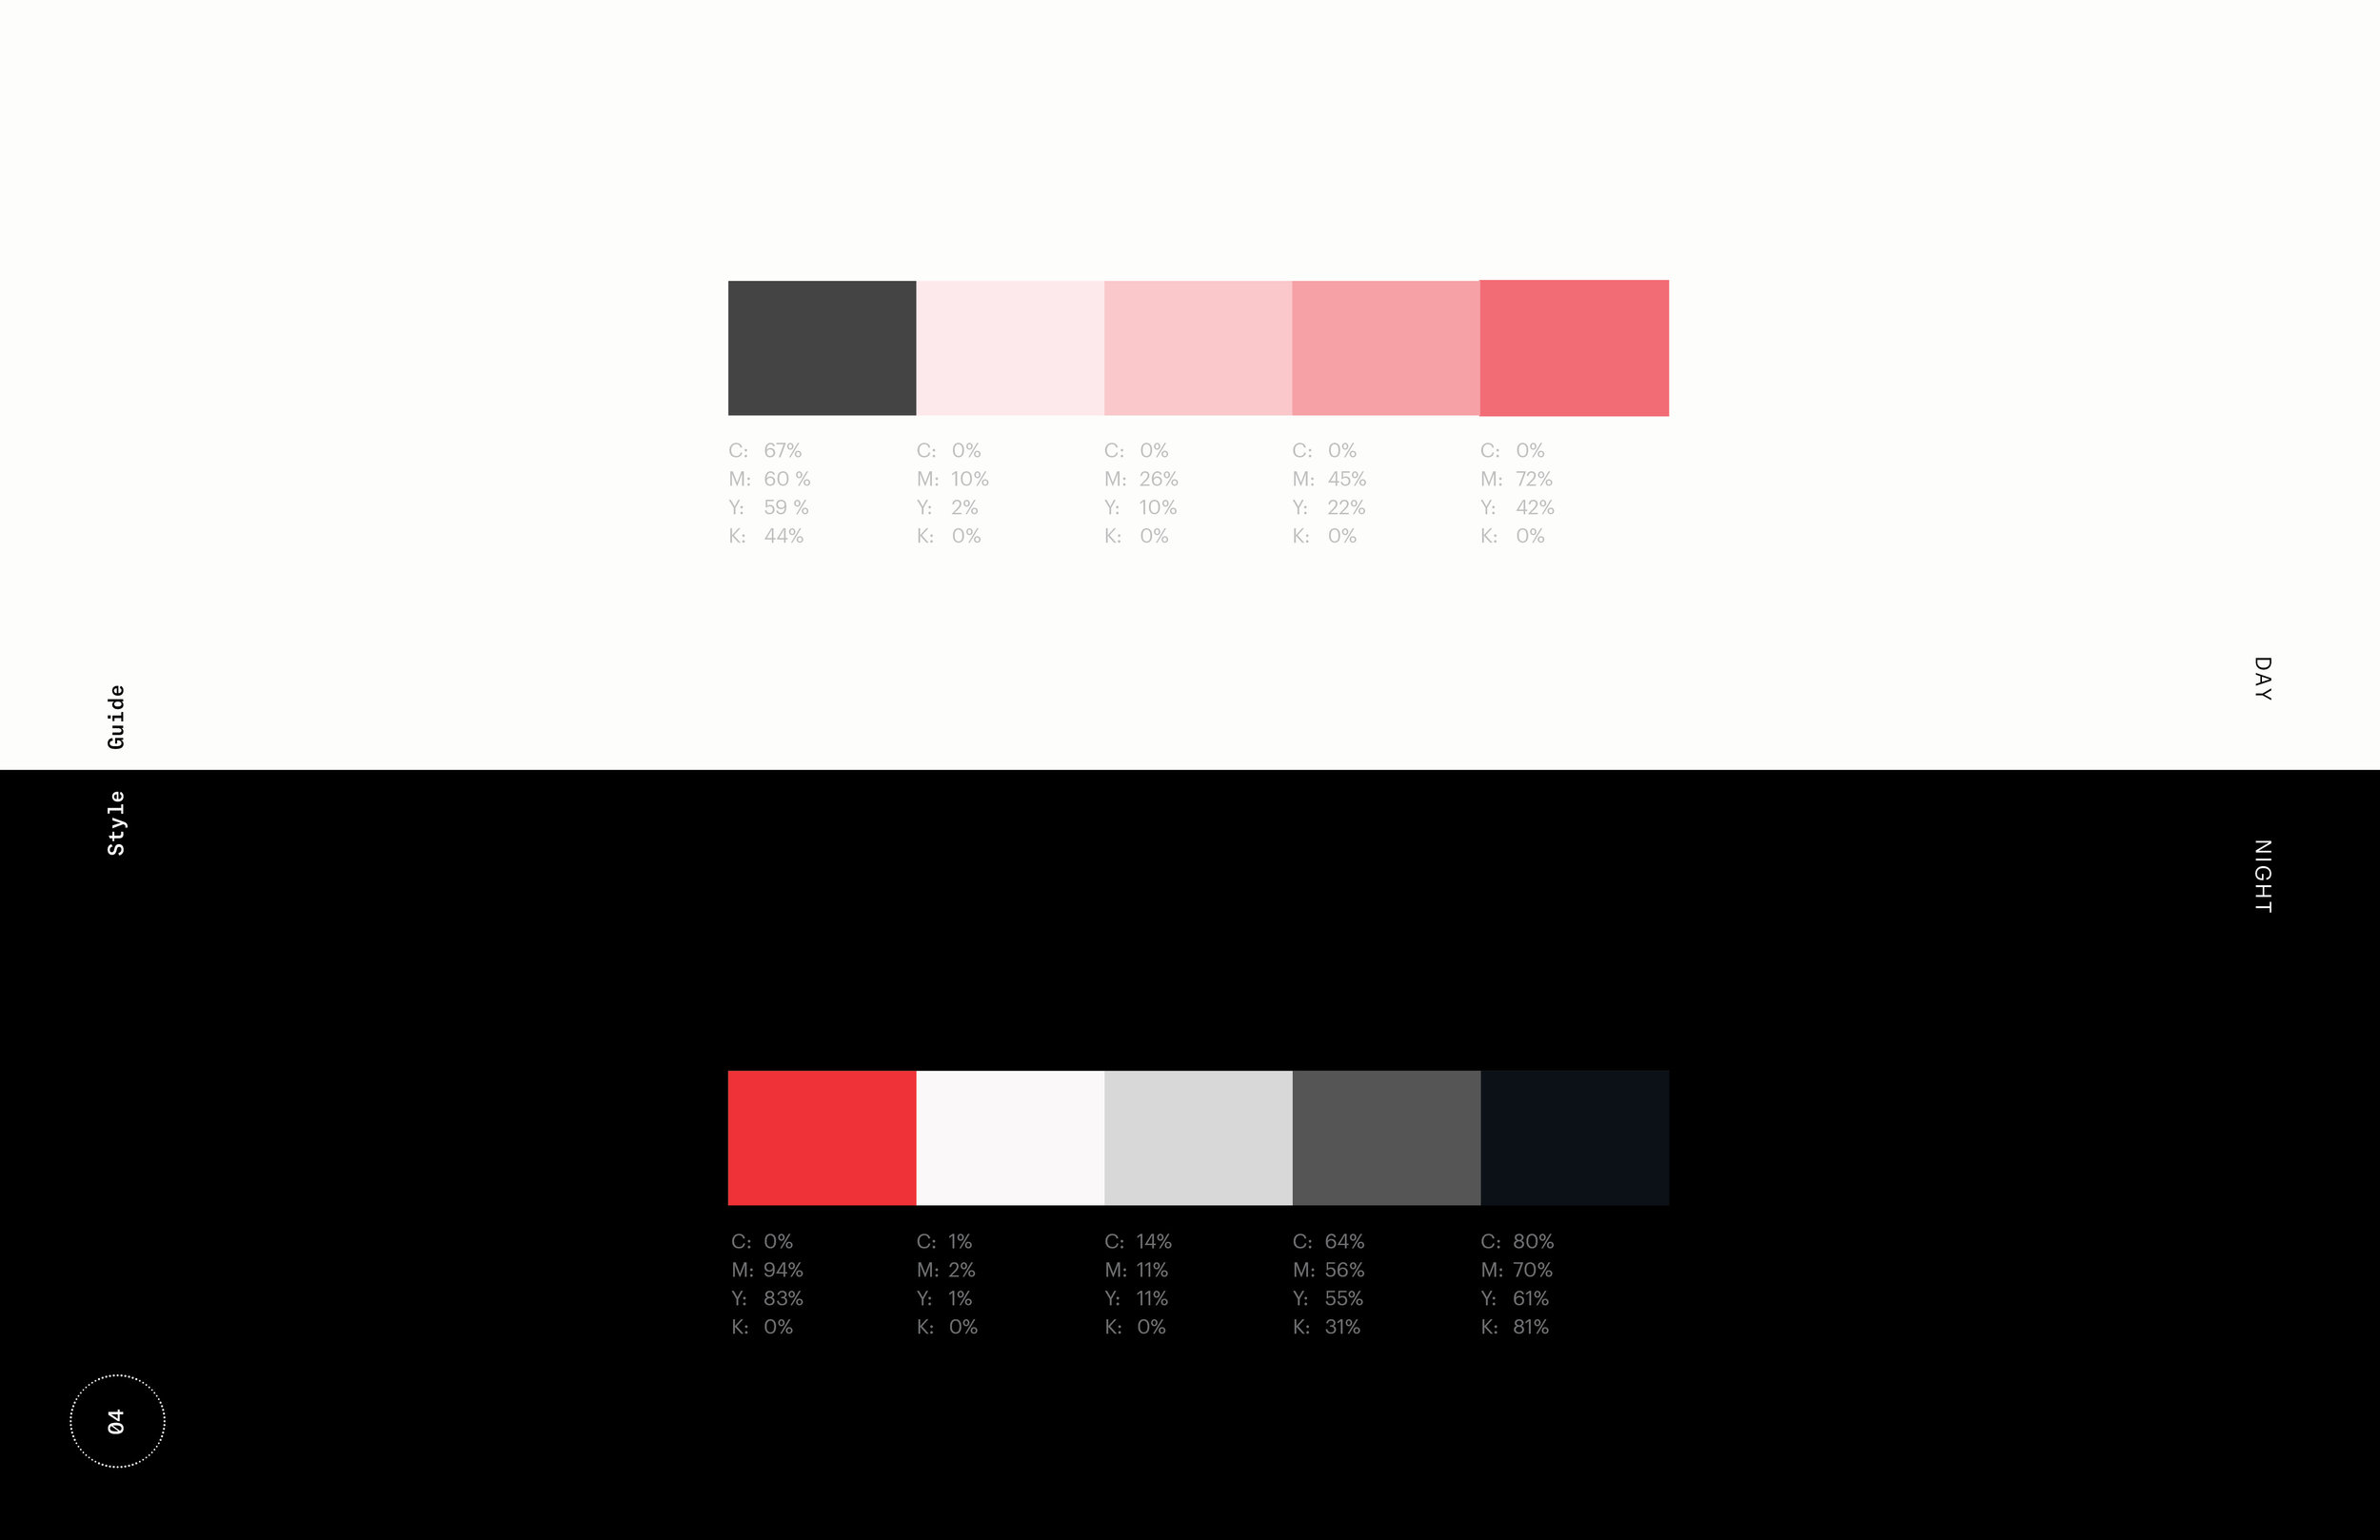 C: 67%
M: 60 %
Y: 59 %
K: 44%
C: 0%
M: 10%
Y: 2%
K: 0%
C: 0%
M: 26%
Y: 10%
K: 0%
C: 0%
M: 45%
Y: 22%
K: 0%
C: 0%
M: 72%
Y: 42%
K: 0%
DAY
Style Guide
NIGHT
C: 0%
M: 94%
Y: 83%
K: 0%
C: 1%
M: 2%
Y: 1%
K: 0%
C: 14%
M: 11%
Y: 11%
K: 0%
C: 64%
M: 56%
Y: 55%
K: 31%
C: 80%
M: 70%
Y: 61%
K: 81%
04